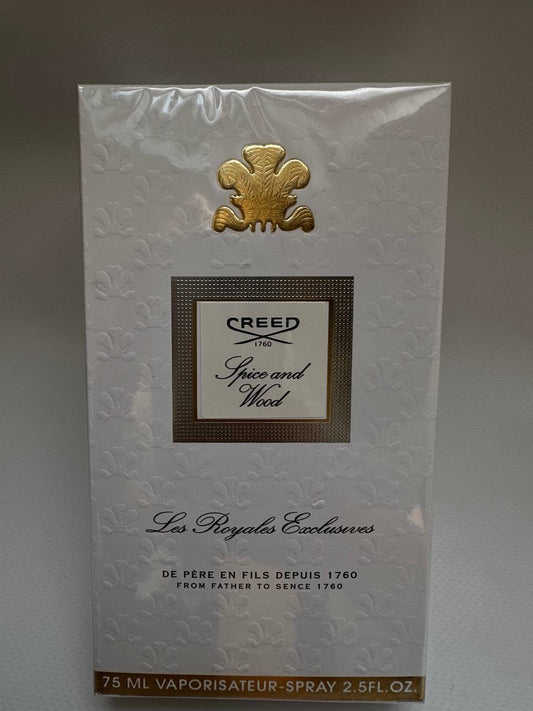 CREED
1760
Spice and
Wood
Les Royales Exclusives
DE PÈRE EN FILS DEPUIS 1760
FROM FATHER TO SENCE 1760
75 ML VAPORISATEUR-SPRAY 2.5FL.OZ.